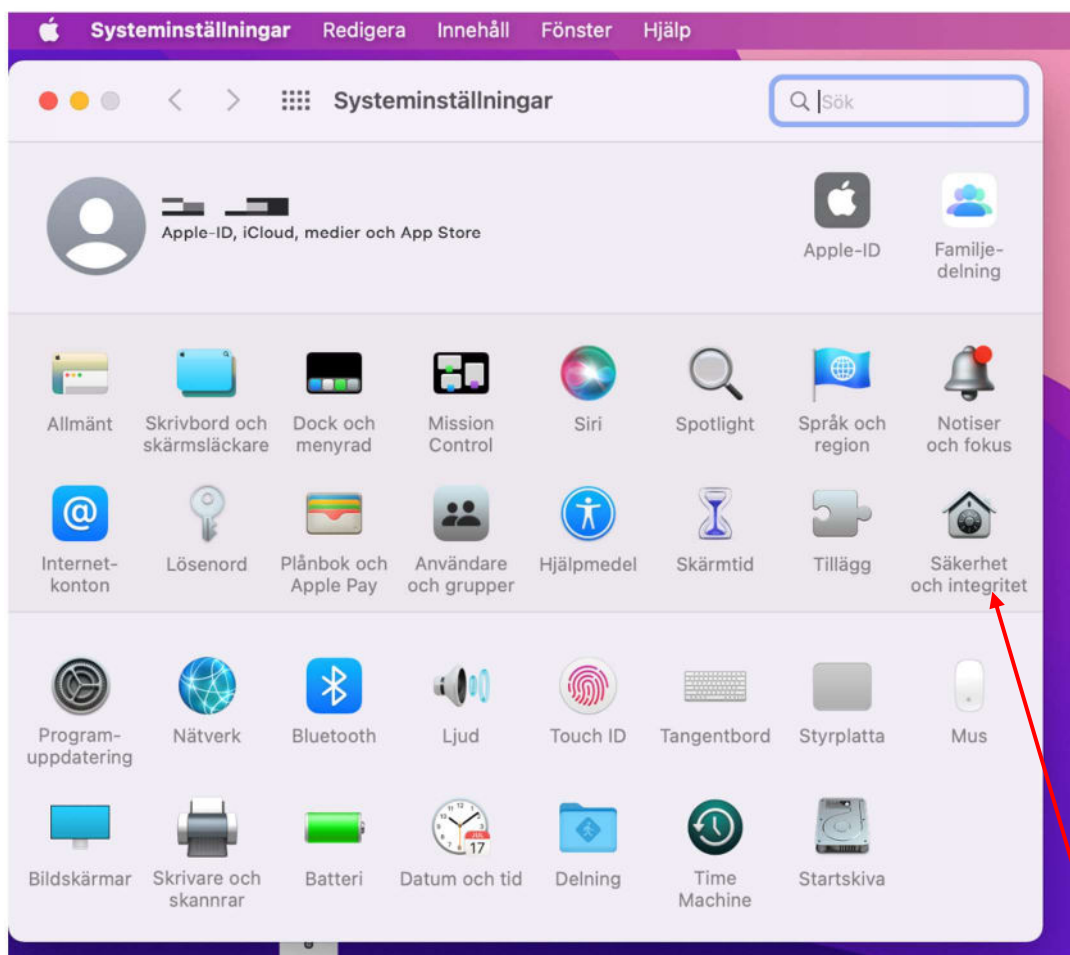 Systeminställningar Redigera Innehåll Fönster Hjälp
Systeminställningar
Sök
Apple-ID, iCloud, medier och App Store
Apple-ID
Familje-
delning
Allmänt
Skrivbord och
skärmsläckare
Dock och
menyrad
Mission
Control
Siri
Spotlight
Språk och
region
Notiser
och fokus
Internet-
konton
Lösenord
Plånbok och
Apple Pay
Användare
och grupper
Hjälpmedel
Skärmtid
Tillägg
Säkerhet
och integritet
Program-
uppdatering
Nätverk
Bluetooth
Ljud
Touch ID
Tangentbord
Styrplatta
Mus
Bildskärmar
Skrivare och
skannrar
Batteri
JUL
17
Datum och tid
Delning
Time
Machine
Startskiva